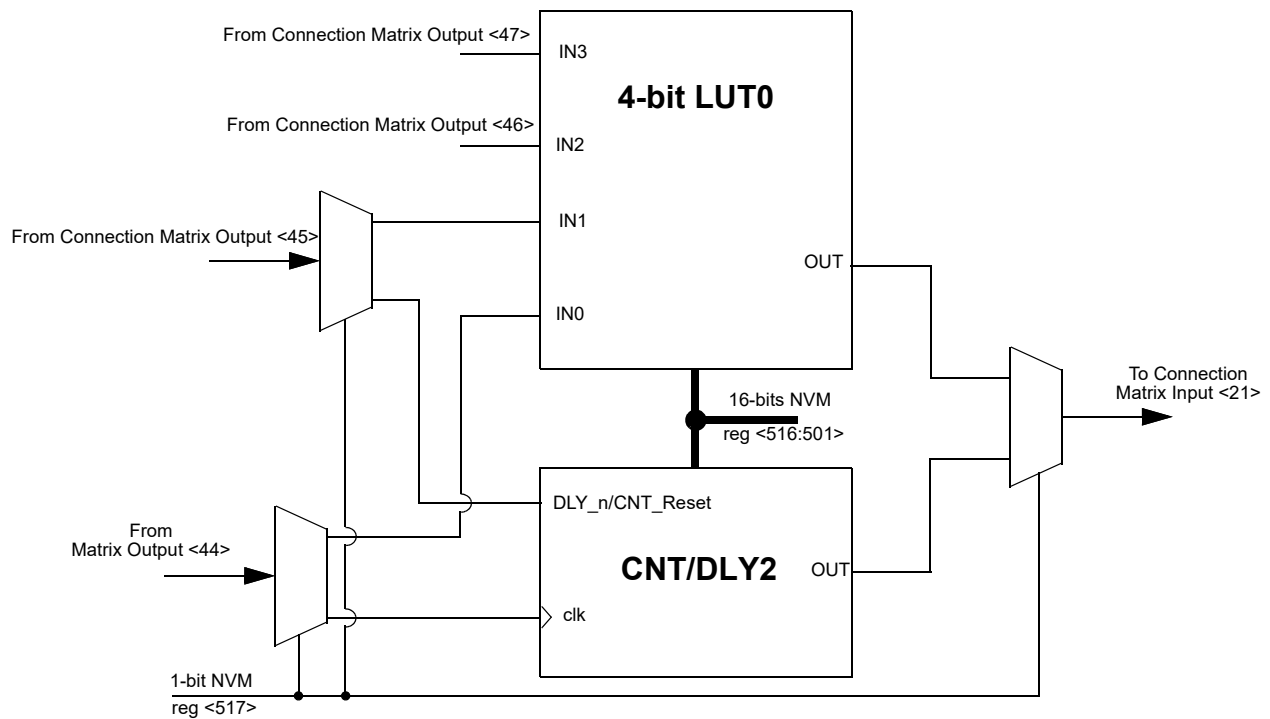 From Connection Matrix Output <47>
IN3
4-bit LUT0
From Connection Matrix Output <46>
IN2
IN1
From Connection Matrix Output <45>
OUT
IN0
To Connection
Matrix Input <21>
16-bits NVM
reg <516:501>
DLY_n/CNT_Reset
From
Matrix Output <44>
CNT/DLY2
OUT
clk
1-bit NVM
reg <517>